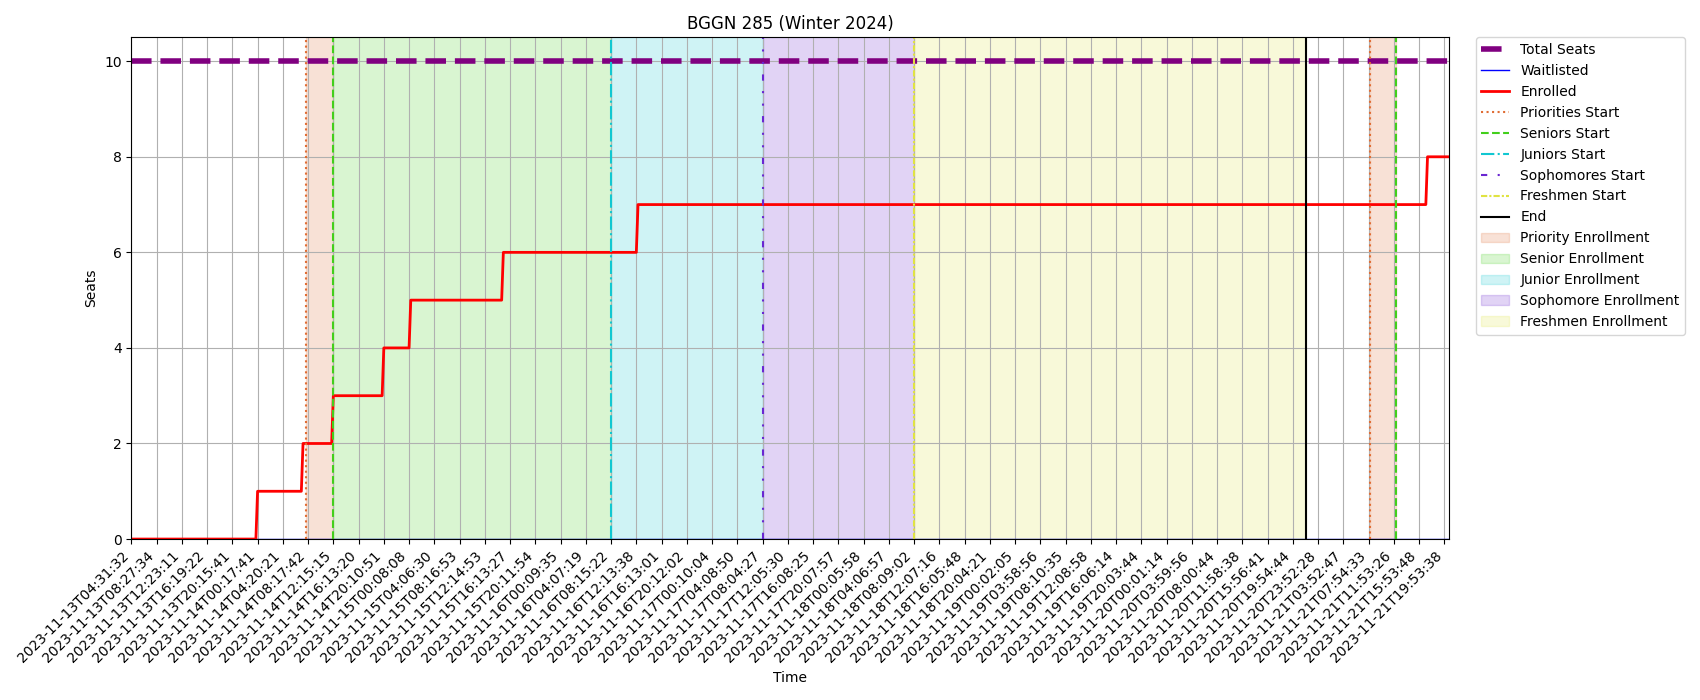 BGGN 285 (Winter 2024)
10
8
6
4
2
0
Seats
2023-11-13T04:31:32
2023-11-13T08:27:34
2023-11-13T12:23:11
2023-11-13T16:19:22
2023-11-13T20:15:41
2023-11-14T00:17:41
2023-11-14T04:20:21
2023-11-14T08:17:42
2023-11-14T12:15:15
2023-11-14T16:13:20
2023-11-14T20:10:51
2023-11-15T00:08:08
2023-11-15T04:06:30
2023-11-15T08:16:53
2023-11-15T12:14:53
2023-11-15T16:13:27
2023-11-15T20:11:54
2023-11-16T00:09:35
2023-11-16T04:07:19
2023-11-16T08:15:22
2023-11-16T12:13:38
2023-11-16T16:13:01
2023-11-16T20:12:02
2023-11-17T00:10:04
2023-11-17T04:08:50
2023-11-17T08:04:27
2023-11-17T12:05:30
2023-11-17T16:08:25
2023-11-17T20:07:57
2023-11-18T00:05:58
2023-11-18T04:06:57
2023-11-18T08:09:02
2023-11-18T12:07:16
2023-11-18T16:05:48
2023-11-18T20:04:21
2023-11-19T00:02:05
2023-11-19T03:58:56
2023-11-19T08:10:35
2023-11-19T12:08:58
2023-11-19T16:06:14
2023-11-19T20:03:44
2023-11-20T00:01:14
2023-11-20T03:59:56
2023-11-20T08:00:44
2023-11-20T11:58:38
2023-11-20T15:56:41
2023-11-20T19:54:44
2023-11-20T23:52:28
2023-11-21T03:52:47
2023-11-21T07:54:33
2023-11-21T11:53:26
2023-11-21T15:53:48
2023-11-21T19:53:38
Time
Total Seats
Waitlisted
Enrolled
Priorities Start
Seniors Start
Juniors Start
Sophomores Start
Freshmen Start
End
Priority Enrollment
Senior Enrollment
Junior Enrollment
Sophomore Enrollment
Freshmen Enrollment